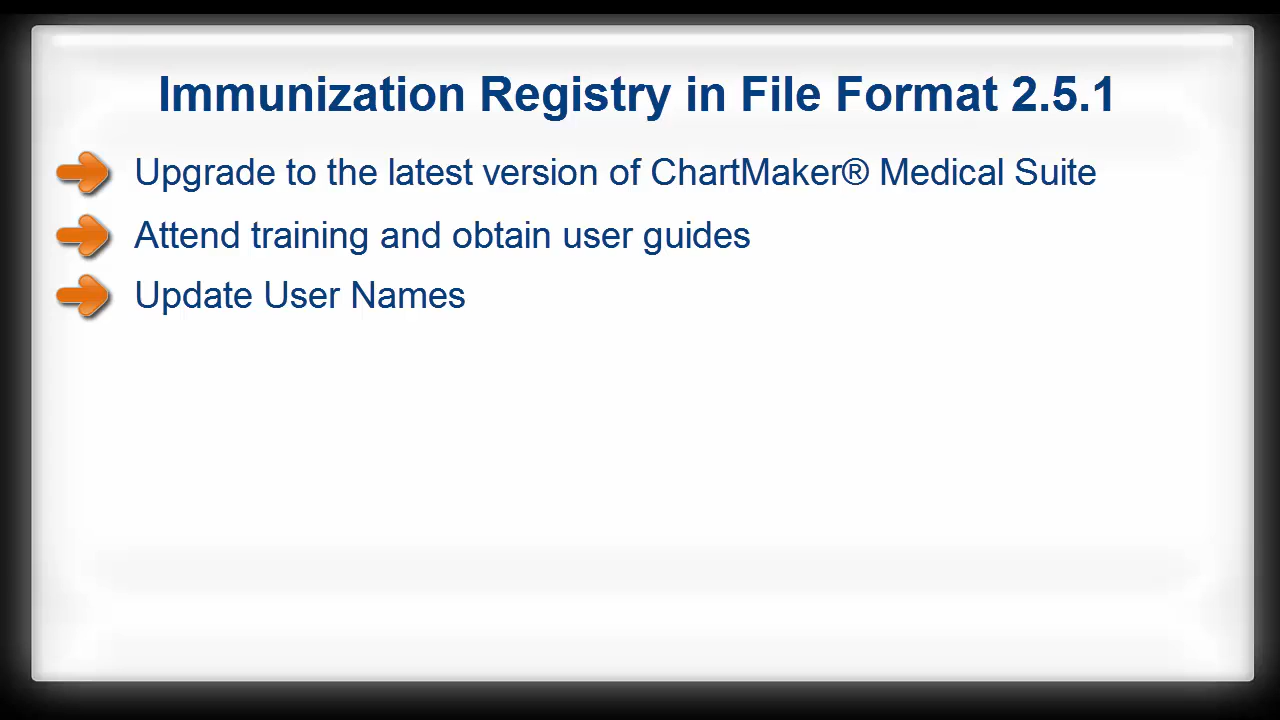 Immunization Registry in File Format 2.5.1
Upgrade to the latest version of ChartMaker® Medical Suite
Attend training and obtain user guides
Update User Names